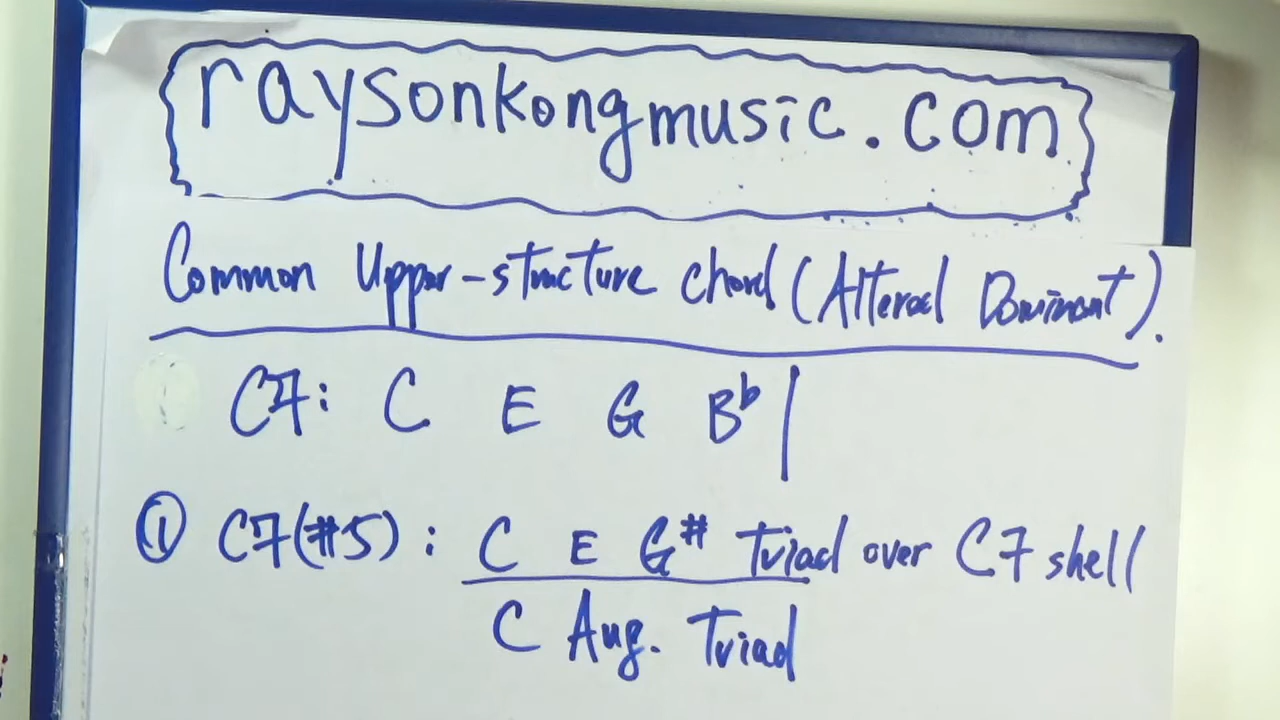 raysonkongmusic.com
Common Upper-structure chord (Altered Dominant).
C7: C E G B♭ |
① C7(#5): C E G# Triad over C7 shell
C Aug. Triad